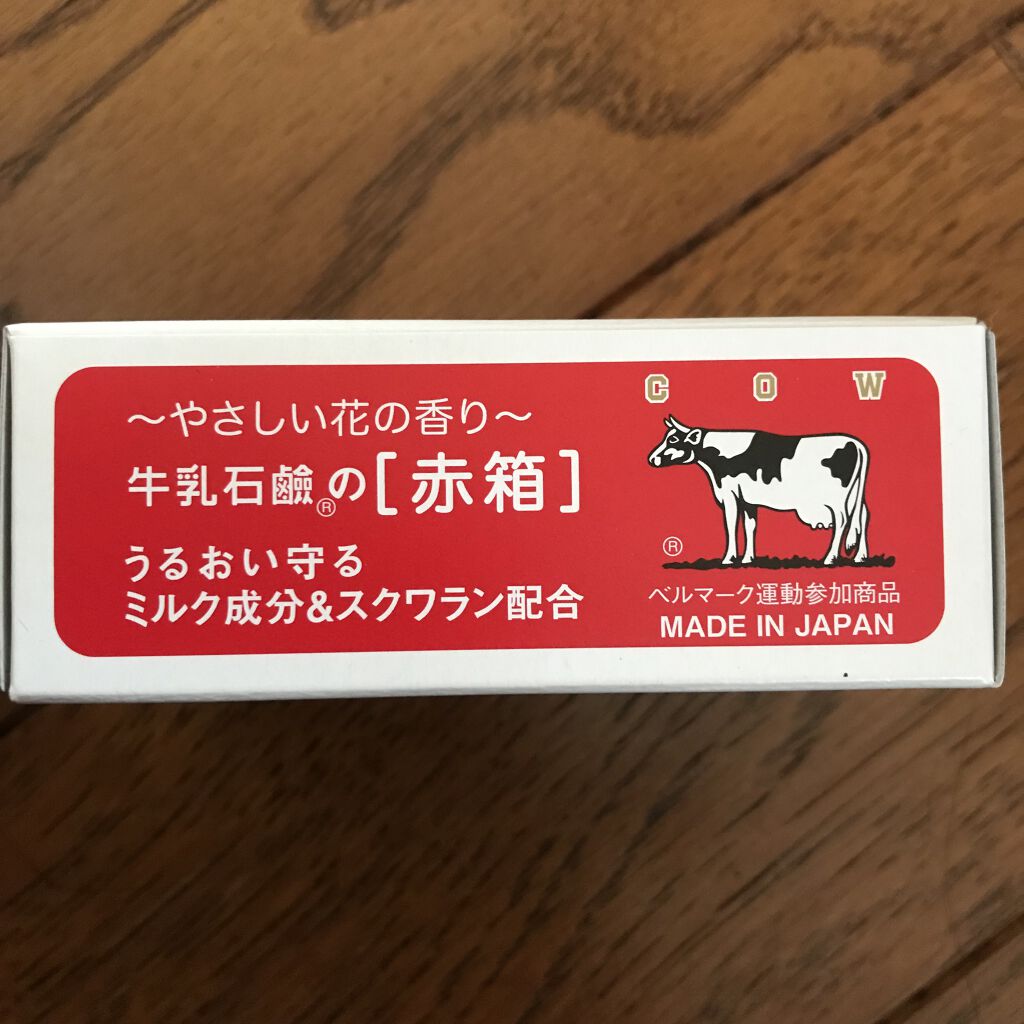 ～やさしい花の香り～
牛乳石鹸®の[赤箱]
うるおい守る
ミルク成分&スクワラン配合
COW
®
ベルマーク運動参加商品
MADE IN JAPAN